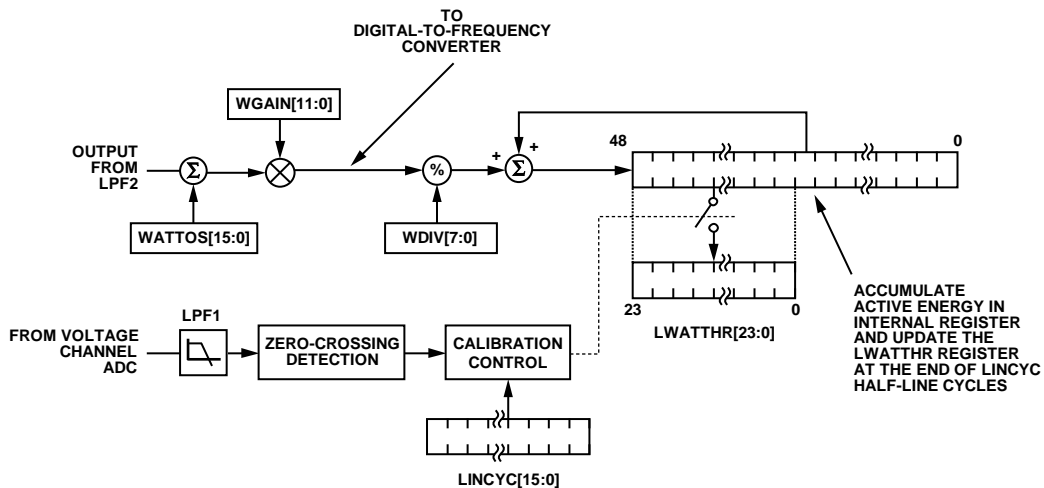 TO
DIGITAL-TO-FREQUENCY
CONVERTER
WGAIN[11:0]
OUTPUT
FROM
LPF2
Σ
%
+
+
Σ
48
0
WATTOS[15:0]
WDIV[7:0]
23
0
LWATTHR[23:0]
ACCUMULATE
ACTIVE ENERGY IN
INTERNAL REGISTER
AND UPDATE THE
LWATTHR REGISTER
AT THE END OF LINCYC
HALF-LINE CYCLES
LPF1
FROM VOLTAGE
CHANNEL
ADC
ZERO-CROSSING
DETECTION
CALIBRATION
CONTROL
LINCYC[15:0]